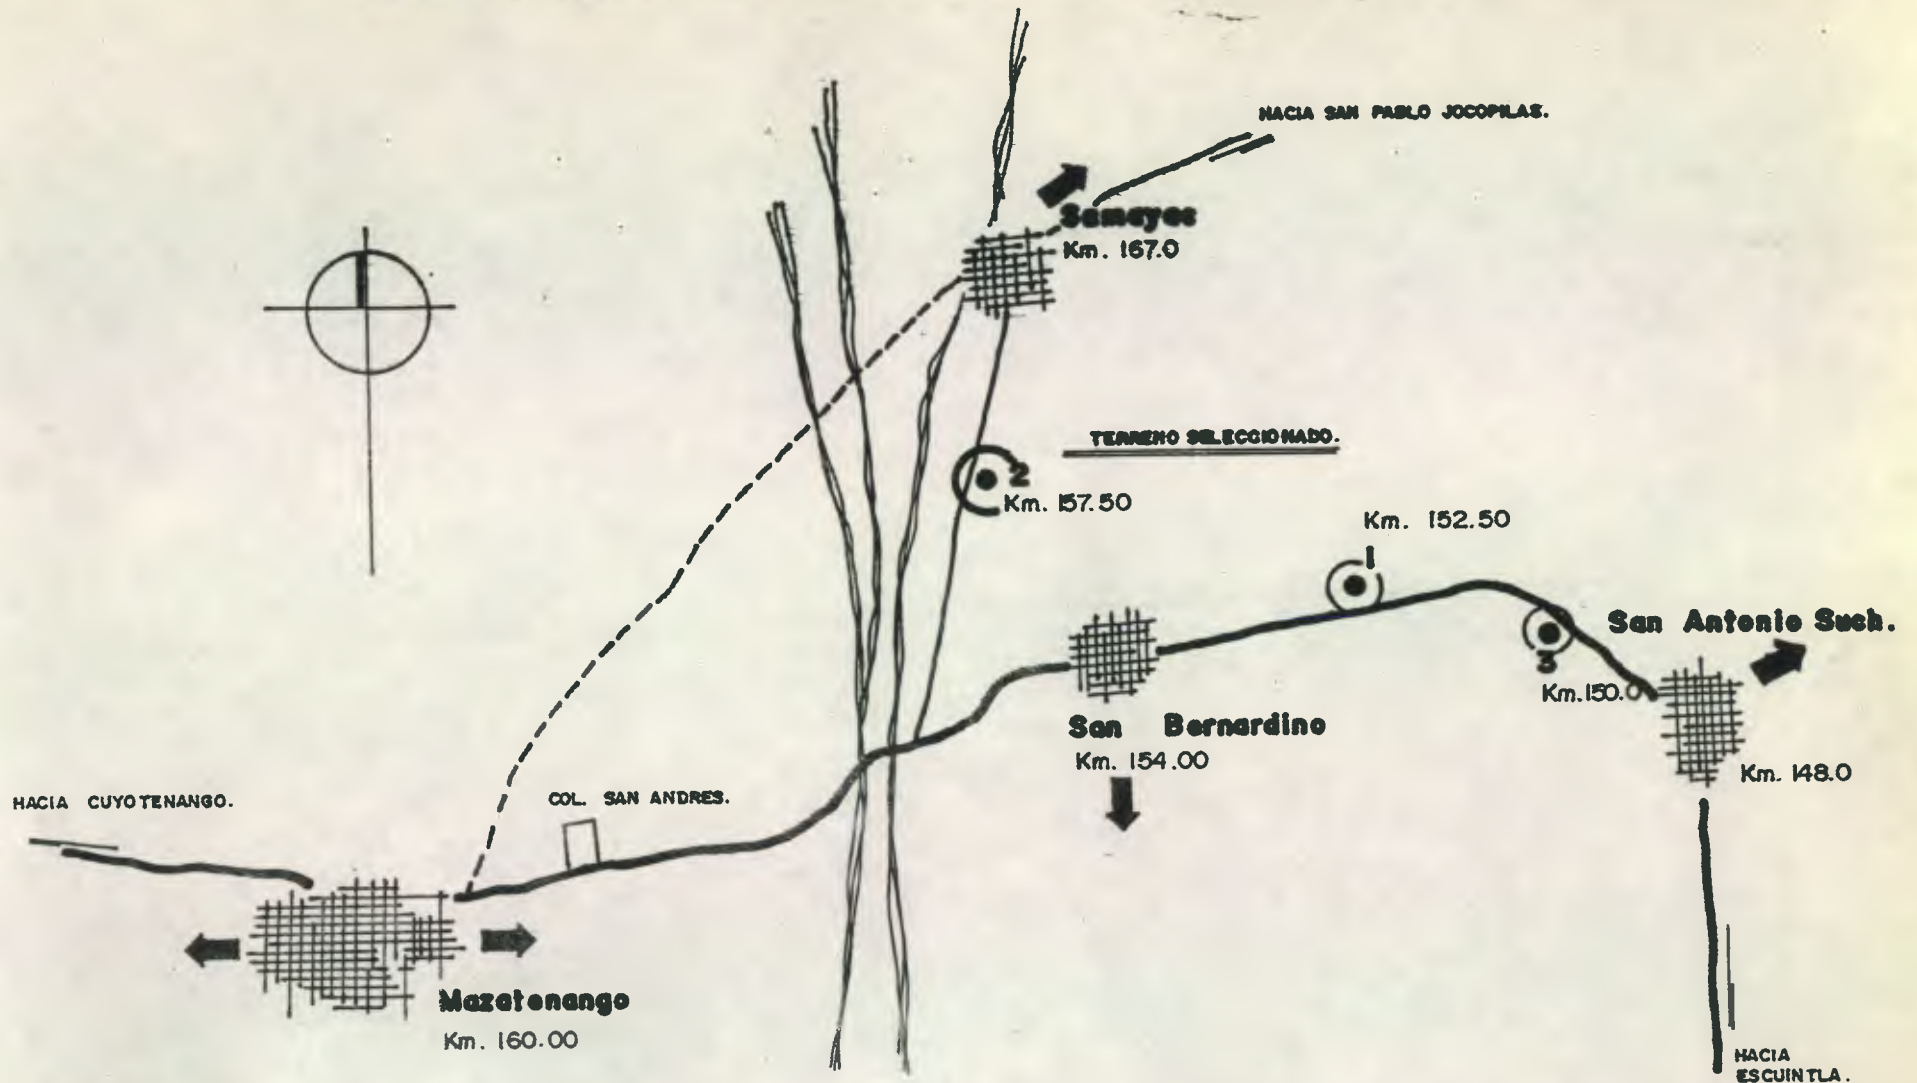 HACIA SAN PABLO JOCOPILAS.
Samayac
Km. 167.0
TERRENO SELECCIONADO.
2
Km. 157.50
Km. 152.50
1
San Antonio Such.
3
Km. 150.0
San Bernardino
Km. 154.00
Km. 148.0
HACIA CUYOTENANGO.
COL. SAN ANDRES.
Mazatenango
Km. 160.00
HACIA
ESCUINTLA.